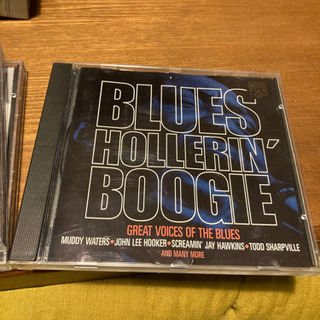 BLUES
HOLLERIN'
BOOGIE
GREAT VOICES OF THE BLUES
MUDDY WATERS • JOHN LEE HOOKER • SCREAMIN' JAY HAWKINS • TODD SHARPVILLE
AND MANY MORE